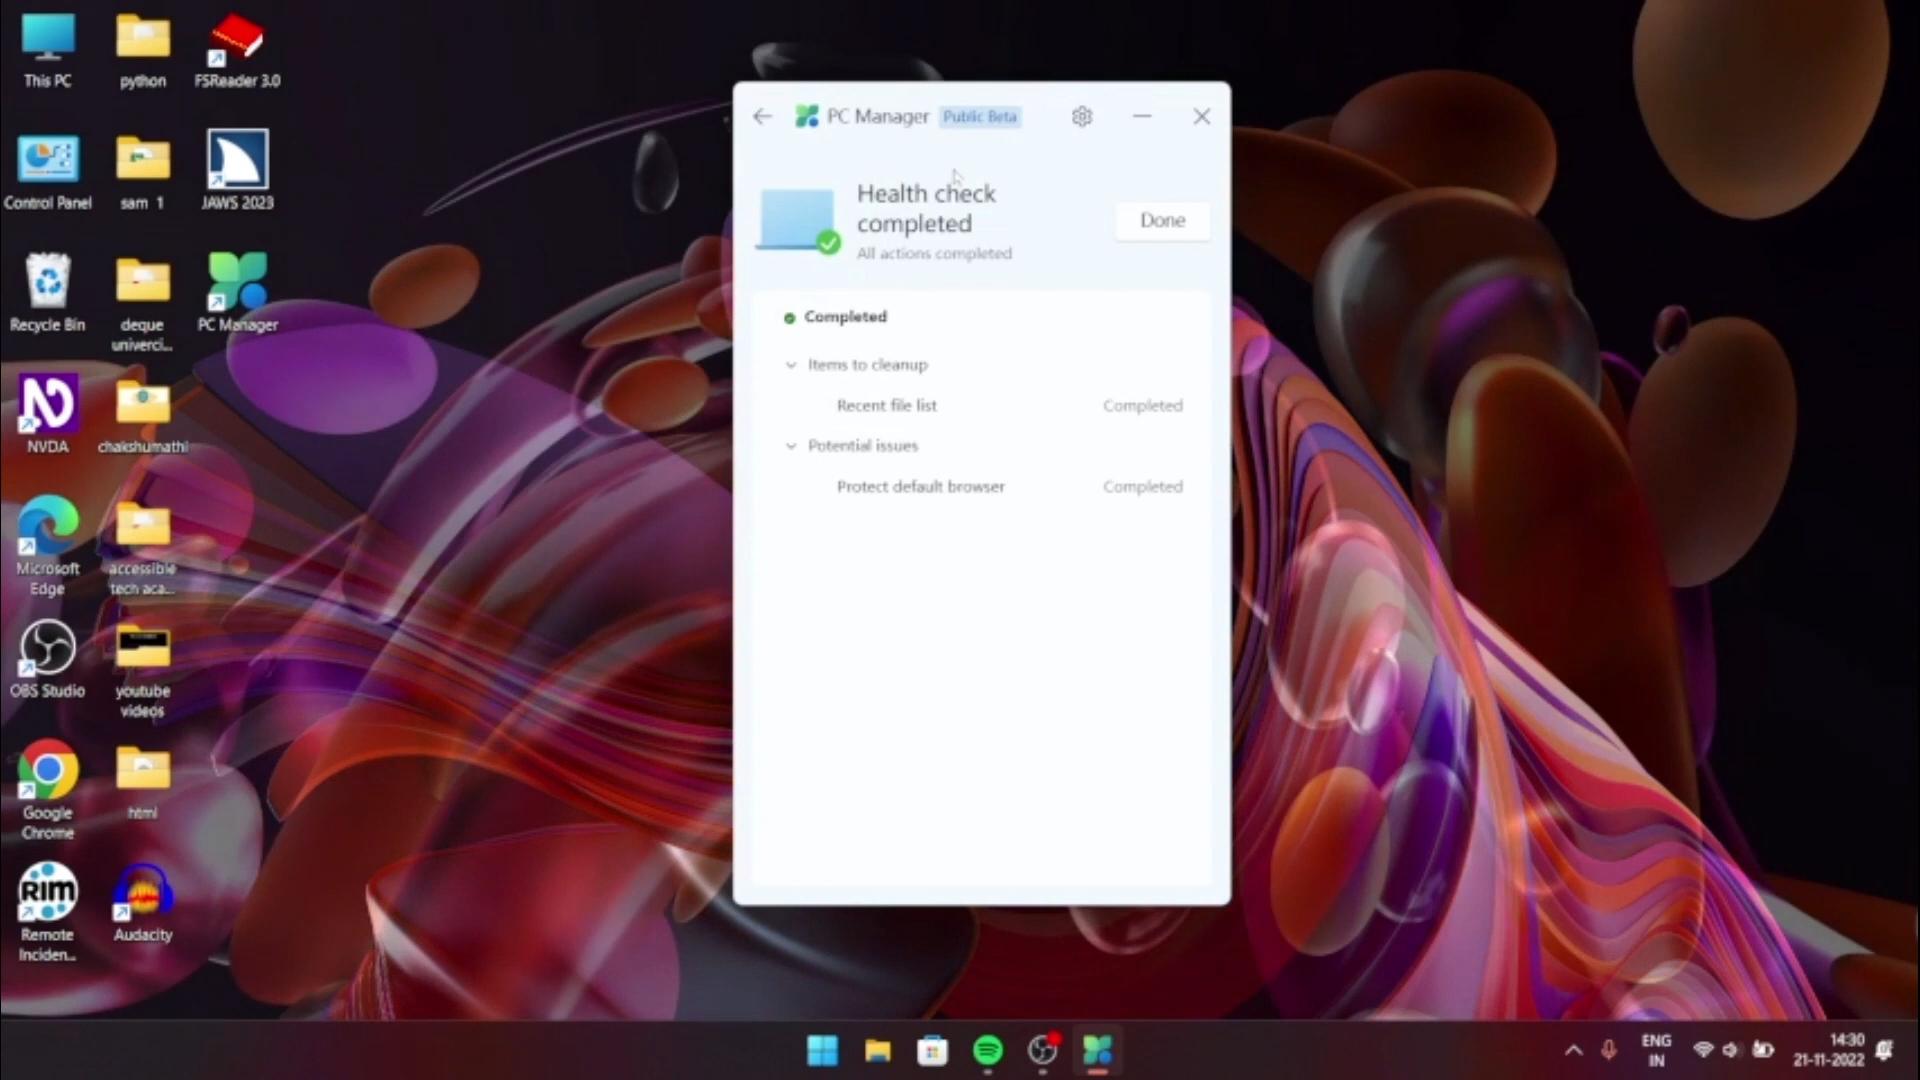 This PC
python
FSReader 3.0
Control Panel
sam 1
JAWS 2023
Recycle Bin
deque
univerci...
PC Manager
NVDA
chakshumathi
Microsoft
Edge
accessible
tech aca...
OBS Studio
youtube
videos
Google
Chrome
html
RIM
Remote
Inciden...
Audacity
PC Manager Public Beta
Health check
completed
All actions completed
Done
Completed
Items to cleanup
Recent file list Completed
Potential issues
Protect default browser Completed
ENG
IN
14:30
21-11-2022